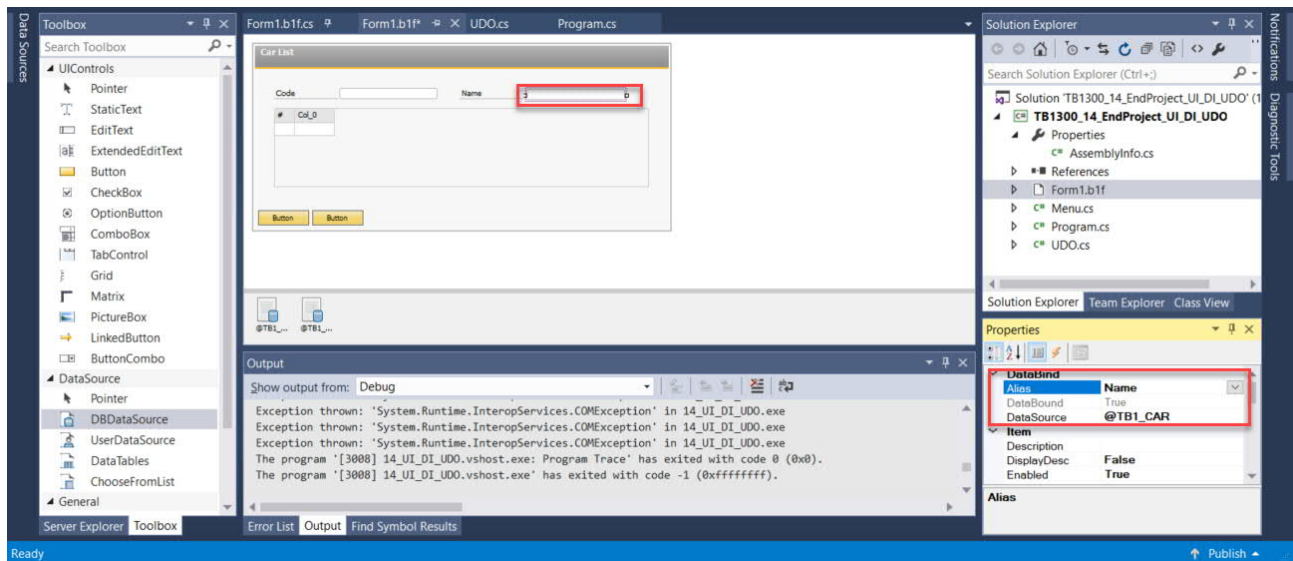 Data Sources
Toolbox
Search Toolbox
UIControls
Pointer
StaticText
EditText
ExtendedEditText
Button
CheckBox
OptionButton
ComboBox
TabControl
Grid
Matrix
PictureBox
LinkedButton
ButtonCombo
DataSource
Pointer
DBDataSource
UserDataSource
DataTables
ChooseFromList
General
Server Explorer Toolbox
Form1.b1f.cs Form1.b1f* UDO.cs Program.cs
Car List
Code Name
# Col_0
Button Button
@TB1_... @TB1_...
Output
Show output from: Debug
Exception thrown: 'System.Runtime.InteropServices.COMException' in 14_UI_DI_UDO.exe
Exception thrown: 'System.Runtime.InteropServices.COMException' in 14_UI_DI_UDO.exe
Exception thrown: 'System.Runtime.InteropServices.COMException' in 14_UI_DI_UDO.exe
The program '[3008] 14_UI_DI_UDO.vshost.exe: Program Trace' has exited with code 0 (0x0).
The program '[3008] 14_UI_DI_UDO.vshost.exe' has exited with code -1 (0xffffffff).
Error List Output Find Symbol Results
Solution Explorer
Search Solution Explorer (Ctrl+;)
Solution 'TB1300_14_EndProject_UI_DI_UDO' (1
TB1300_14_EndProject_UI_DI_UDO
Properties
C# AssemblyInfo.cs
References
Form1.b1f
C# Menu.cs
C# Program.cs
C# UDO.cs
Solution Explorer Team Explorer Class View
Properties
DataBind
Alias Name
DataBound True
DataSource @TB1_CAR
Item
Description
DisplayDesc False
Enabled True
Alias
Notifications
Diagnostic Tools
Ready
Publish